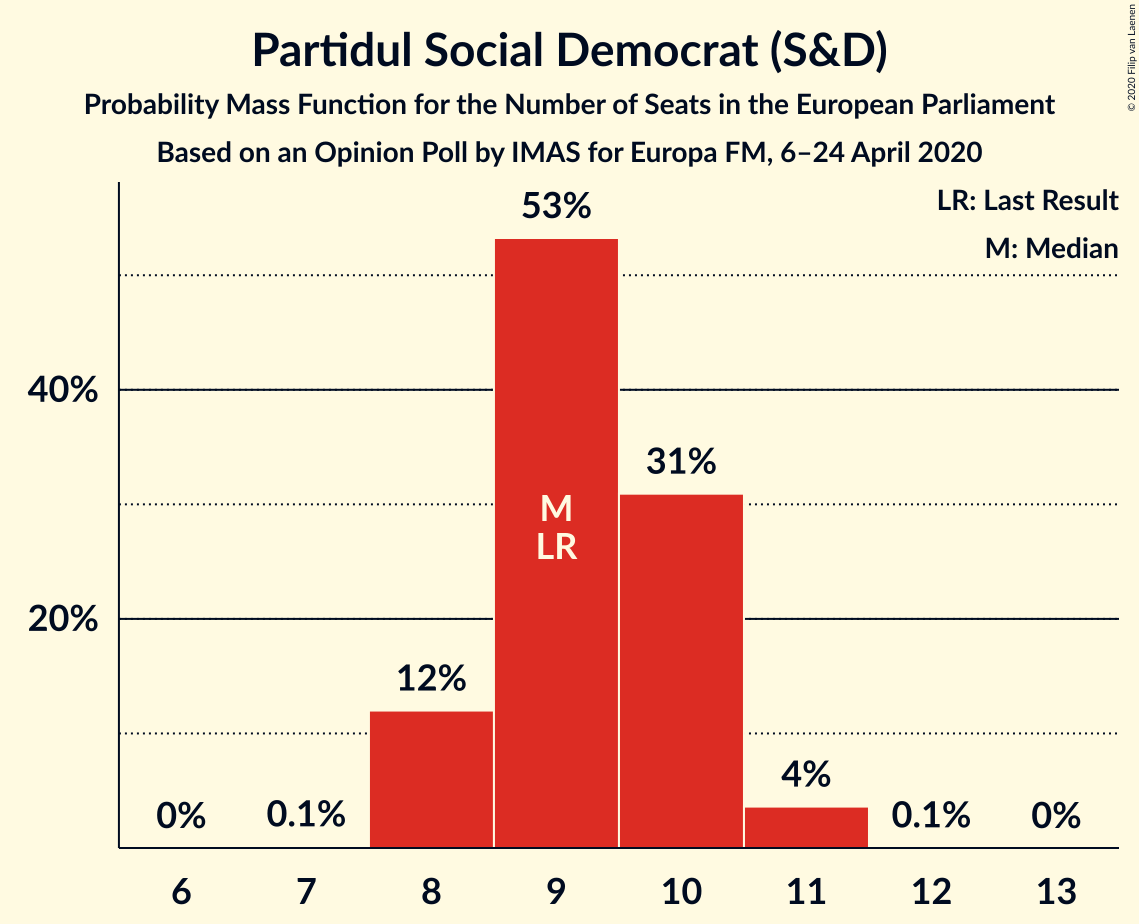 Partidul Social Democrat (S&D)
Probability Mass Function for the Number of Seats in the European Parliament
Based on an Opinion Poll by IMAS for Europa FM, 6–24 April 2020
© 2020 Filip van Laenen
LR: Last Result
M: Median
53%
40%
31%
M
LR
20%
12%
4%
0%
0.1%
0.1%
0%
6
7
8
9
10
11
12
13